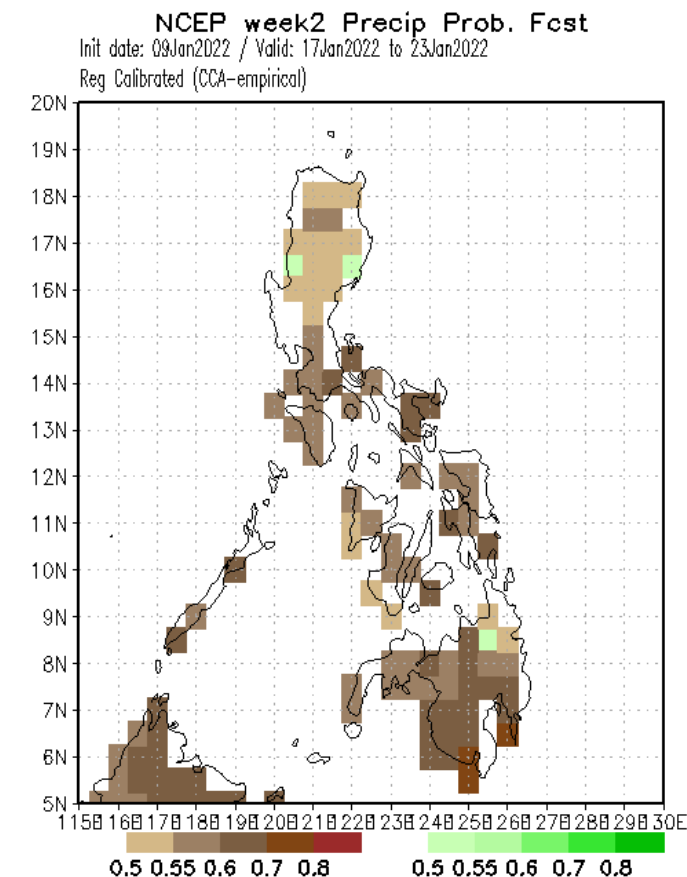 NCEP week2 Precip Prob. Fcst
Init date: 09Jan2022 / Valid: 17Jan2022 to 23Jan2022
Reg Calibrated (CCA-empirical)
20N
19N
18N
17N
16N
15N
14N
13N
12N
11N
10N
9N
8N
7N
6N
5N
115E 116E 117E 118E 119E 120E 121E 122E 123E 124E 125E 126E 127E 128E 129E 130E
0.5 0.55 0.6 0.7 0.8 0.5 0.55 0.6 0.7 0.8